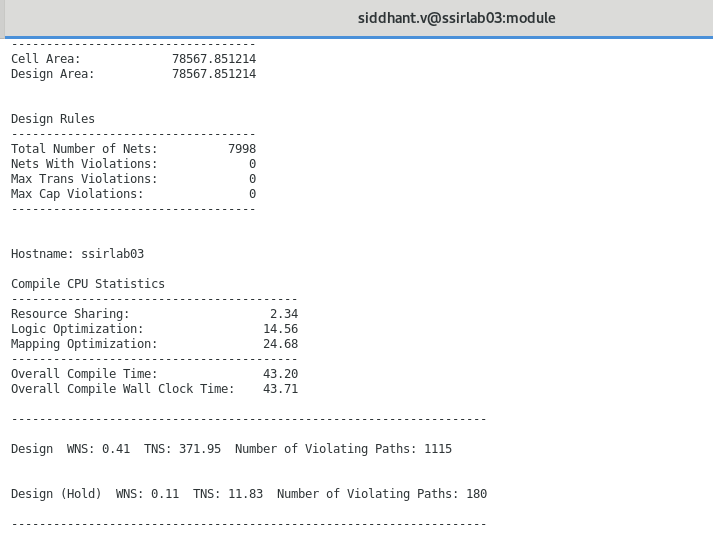 siddhant.v@ssirlab03:module
-----------------------------------
Cell Area:             78567.851214
Design Area:           78567.851214
Design Rules
-----------------------------------
Total Number of Nets:          7998
Nets With Violations:             0
Max Trans Violations:             0
Max Cap Violations:               0
-----------------------------------
Hostname: ssirlab03
Compile CPU Statistics
-----------------------------------------
Resource Sharing:                    2.34
Logic Optimization:                 14.56
Mapping Optimization:               24.68
-----------------------------------------
Overall Compile Time:               43.20
Overall Compile Wall Clock Time:    43.71
--------------------------------------------------------------------
Design  WNS: 0.41  TNS: 371.95  Number of Violating Paths: 1115
Design (Hold)  WNS: 0.11  TNS: 11.83  Number of Violating Paths: 180
--------------------------------------------------------------------